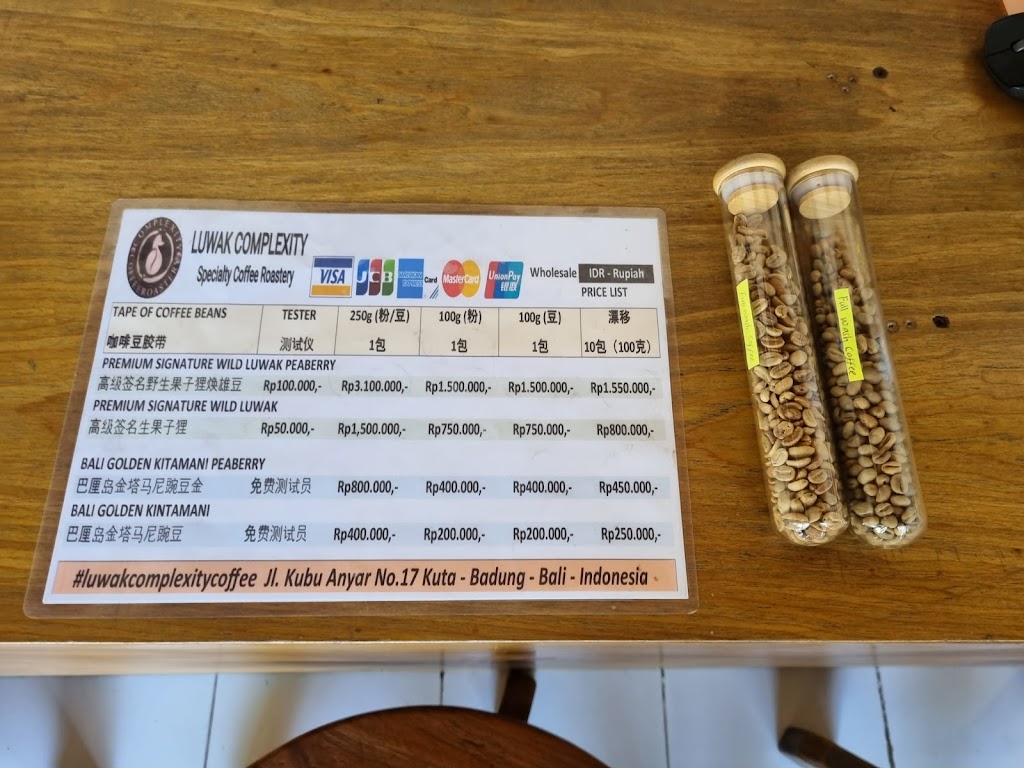 LUWAK COMPLEXITY
Specialty Coffee Roastery
VISA JCB AMERICAN EXPRESS Card MasterCard UnionPay 银联
Wholesale IDR - Rupiah
PRICE LIST
TAPE OF COFFEE BEANS TESTER 250g (粉/豆) 100g (粉) 100g (豆) 漂移
咖啡豆胶带 测试仪 1包 1包 1包 10包（100克）
PREMIUM SIGNATURE WILD LUWAK PEABERRY
高级签名野生果子狸焕雄豆 Rp100.000,- Rp3.100.000,- Rp1.500.000,- Rp1.500.000,- Rp1.550.000,-
PREMIUM SIGNATURE WILD LUWAK
高级签名生果子狸 Rp50.000,- Rp1,500.000,- Rp750.000,- Rp750.000,- Rp800.000,-
BALI GOLDEN KITAMANI PEABERRY
巴厘岛金塔马尼豌豆金 免费测试员 Rp800.000,- Rp400.000,- Rp400.000,- Rp450.000,-
BALI GOLDEN KINTAMANI
巴厘岛金塔马尼豌豆 免费测试员 Rp400.000,- Rp200.000,- Rp200.000,- Rp250.000,-
#luwakcomplexitycoffee Jl. Kubu Anyar No.17 Kuta - Badung - Bali - Indonesia
Full wash Coffee